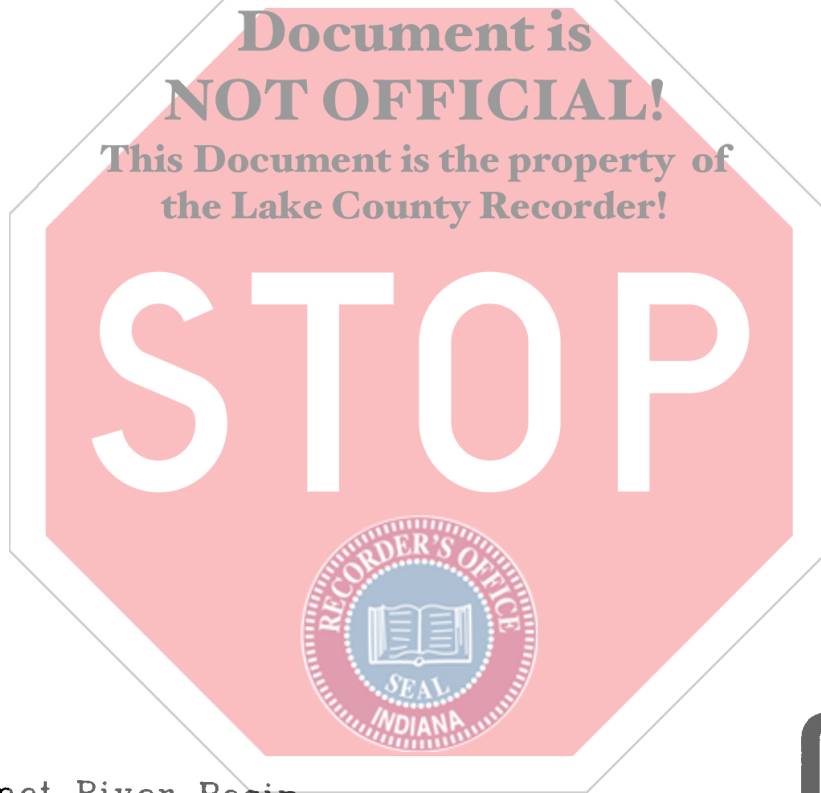 Document is
NOT OFFICIAL!
This Document is the property of
the Lake County Recorder!
STOP
RECORDER'S OFFICE
SEAL
INDIANA